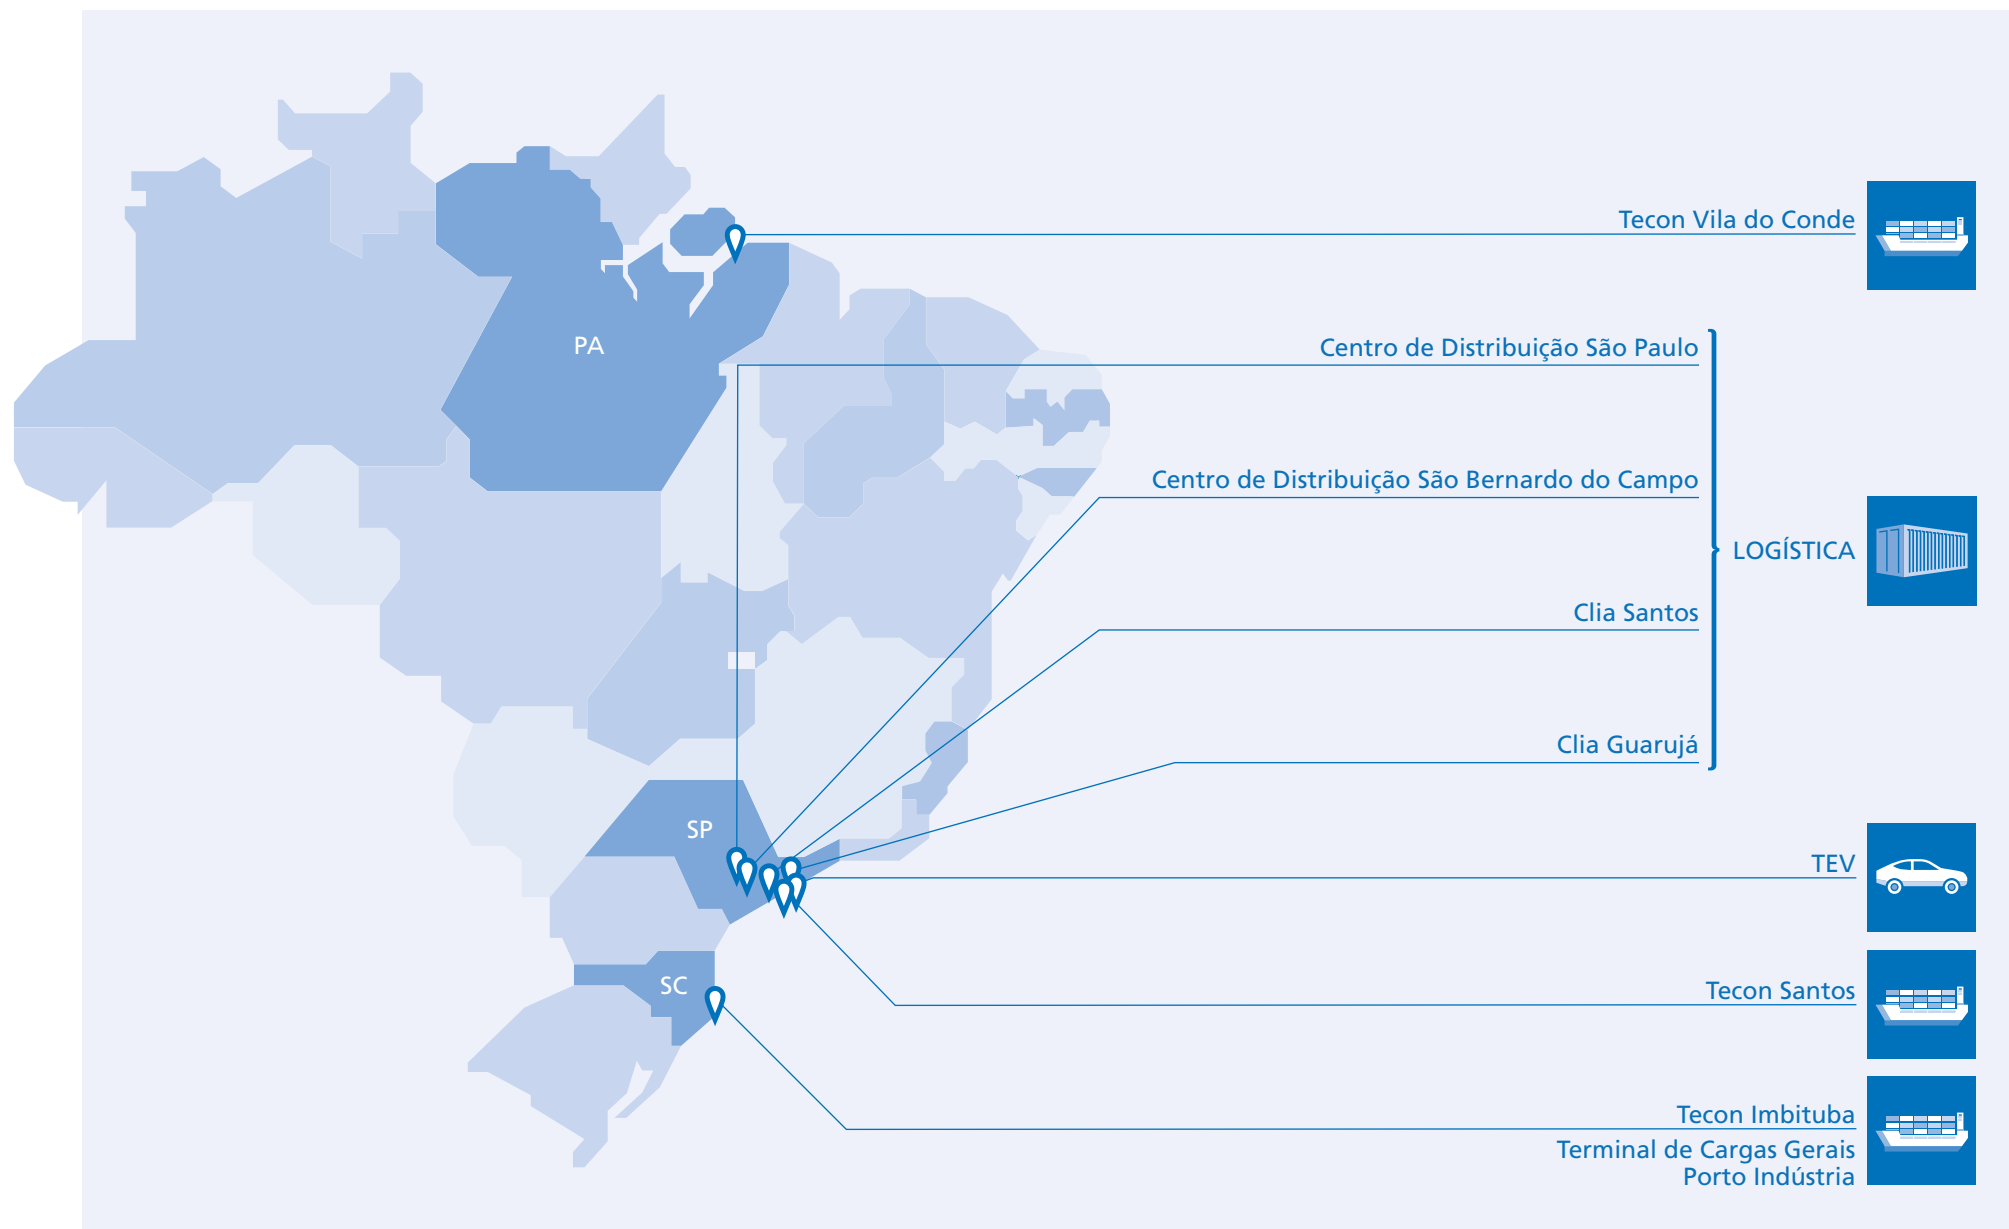 Tecon Vila do Conde
PA
Centro de Distribuição São Paulo
Centro de Distribuição São Bernardo do Campo
LOGÍSTICA
Clia Santos
Clia Guarujá
SP
TEV
SC
Tecon Santos
Tecon Imbituba
Terminal de Cargas Gerais
Porto Indústria